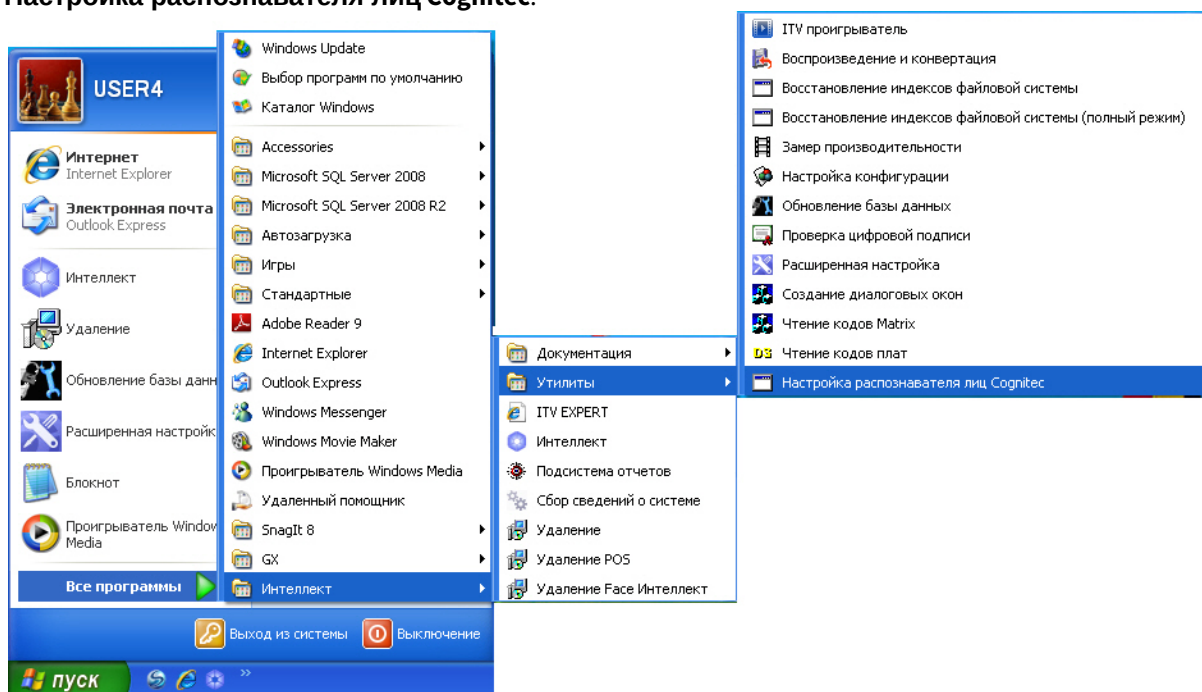 Настройка распознавателя лиц Cognitec.
USER4
Интернет
Internet Explorer
Электронная почта
Outlook Express
Интеллект
Удаление
Обновление базы данн
Расширенная настройк
Блокнот
Проигрыватель Window
Media
Все программы
Выход из системы
Выключение
пуск
»
Windows Update
Выбор программ по умолчанию
Каталог Windows
Accessories
Microsoft SQL Server 2008
Microsoft SQL Server 2008 R2
Автозагрузка
Игры
Стандартные
Adobe Reader 9
Internet Explorer
Outlook Express
Windows Messenger
Windows Movie Maker
Проигрыватель Windows Media
Удаленный помощник
SnagIt 8
GX
Интеллект
Документация
Утилиты
ITV EXPERT
Интеллект
Подсистема отчетов
Сбор сведений о системе
Удаление
Удаление POS
Удаление Face Интеллект
ITV проигрыватель
Воспроизведение и конвертация
Восстановление индексов файловой системы
Восстановление индексов файловой системы (полный режим)
Замер производительности
Настройка конфигурации
Обновление базы данных
Проверка цифровой подписи
Расширенная настройка
Создание диалоговых окон
Чтение кодов Matrix
DS Чтение кодов плат
Настройка распознавателя лиц Cognitec